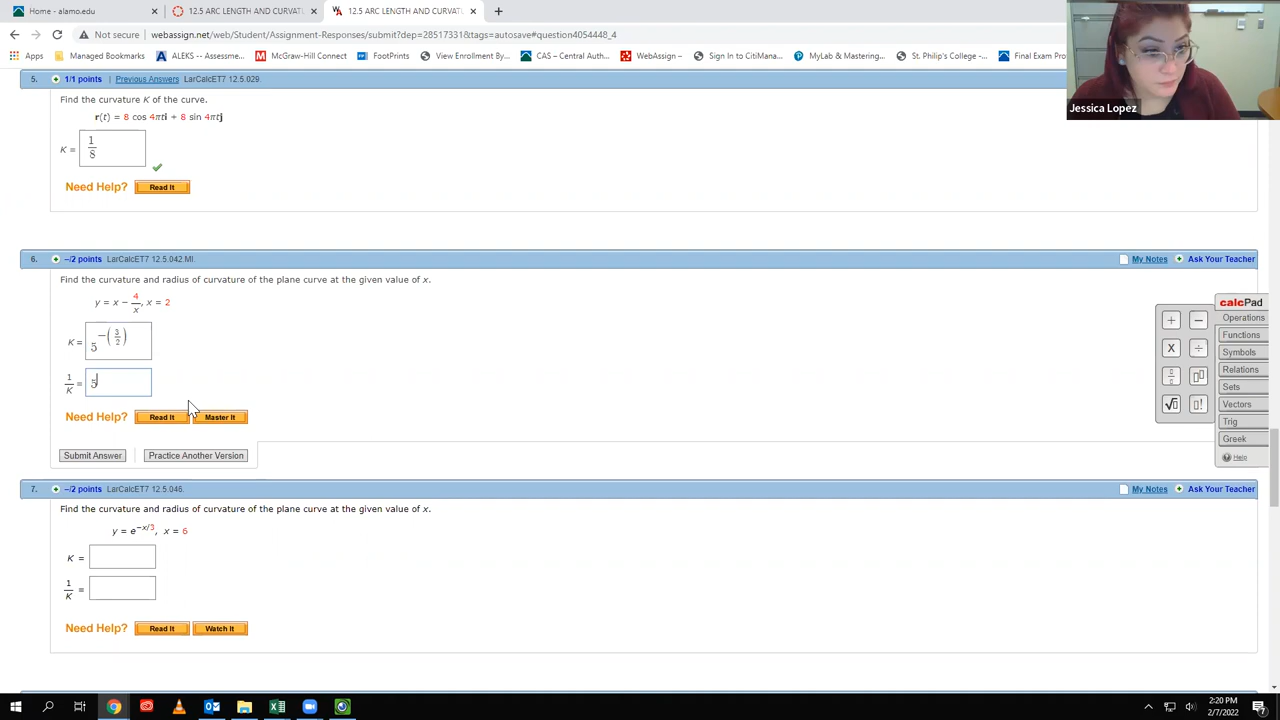 Home - alamo.edu
12.5 ARC LENGTH AND CURVATUR
12.5 ARC LENGTH AND CURVATUR
Not secure | webassign.net/web/Student/Assignment-Responses/submit?dep=28517331&tags=autosave#question4054448_4
Apps
Managed Bookmarks
ALEKS -- Assessme...
McGraw-Hill Connect
FootPrints
View Enrollment By...
CAS – Central Auth...
WebAssign –
Sign In to CitiMana...
MyLab & Mastering...
St. Philip's College -...
Final Exam Pro
Jessica Lopez
5. 1/1 points | Previous Answers LarCalcET7 12.5.029.
Find the curvature K of the curve.
r(t) = 8 cos 4πti + 8 sin 4πtj
K = 1/8
Need Help? Read It
6. –/2 points LarCalcET7 12.5.042.MI.
My Notes
Ask Your Teacher
Find the curvature and radius of curvature of the plane curve at the given value of x.
y = x − 4/x, x = 2
K = 5^−(3/2)
1/K = 5
Need Help? Read It Master It
Submit Answer
Practice Another Version
calcPad
Operations
Functions
Symbols
Relations
Sets
Vectors
Trig
Greek
Help
+ −
X ÷
√ !
7. –/2 points LarCalcET7 12.5.046.
My Notes
Ask Your Teacher
Find the curvature and radius of curvature of the plane curve at the given value of x.
y = e^−x/3, x = 6
K =
1/K =
Need Help? Read It Watch It
2:20 PM
2/7/2022